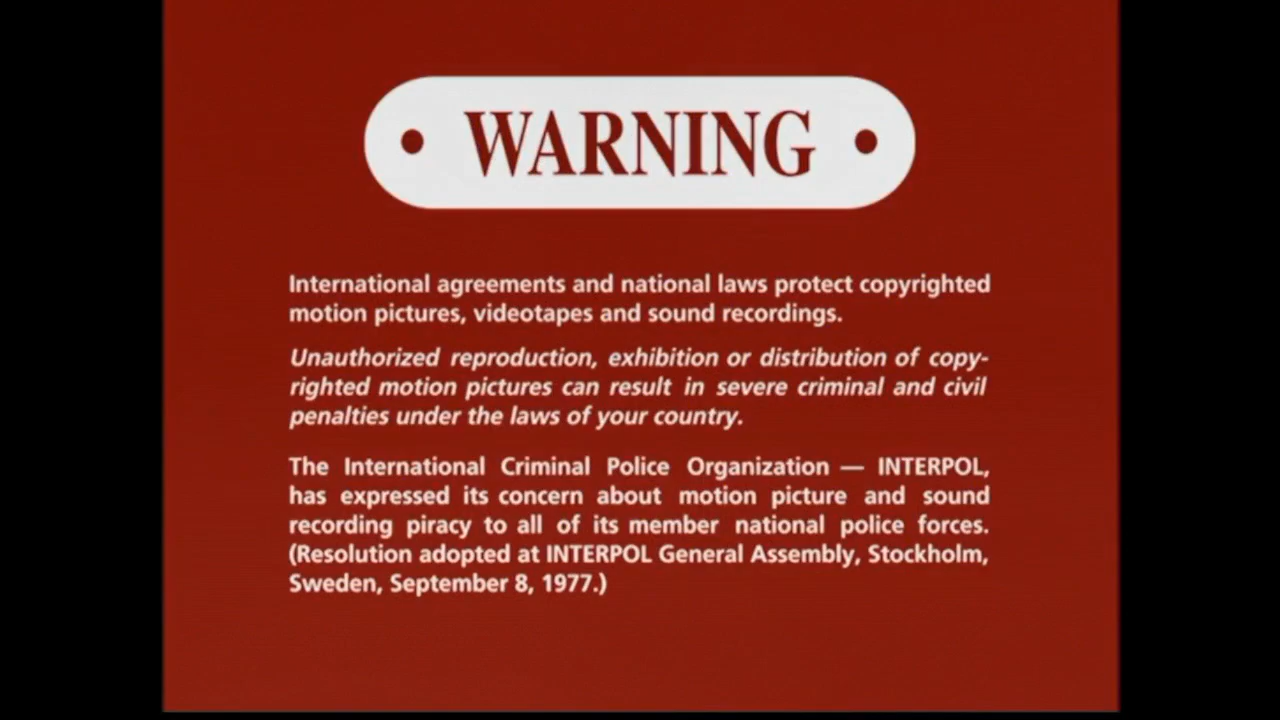 • WARNING •
International agreements and national laws protect copyrighted
motion pictures, videotapes and sound recordings.
Unauthorized reproduction, exhibition or distribution of copy-
righted motion pictures can result in severe criminal and civil
penalties under the laws of your country.
The International Criminal Police Organization — INTERPOL,
has expressed its concern about motion picture and sound
recording piracy to all of its member national police forces.
(Resolution adopted at INTERPOL General Assembly, Stockholm,
Sweden, September 8, 1977.)